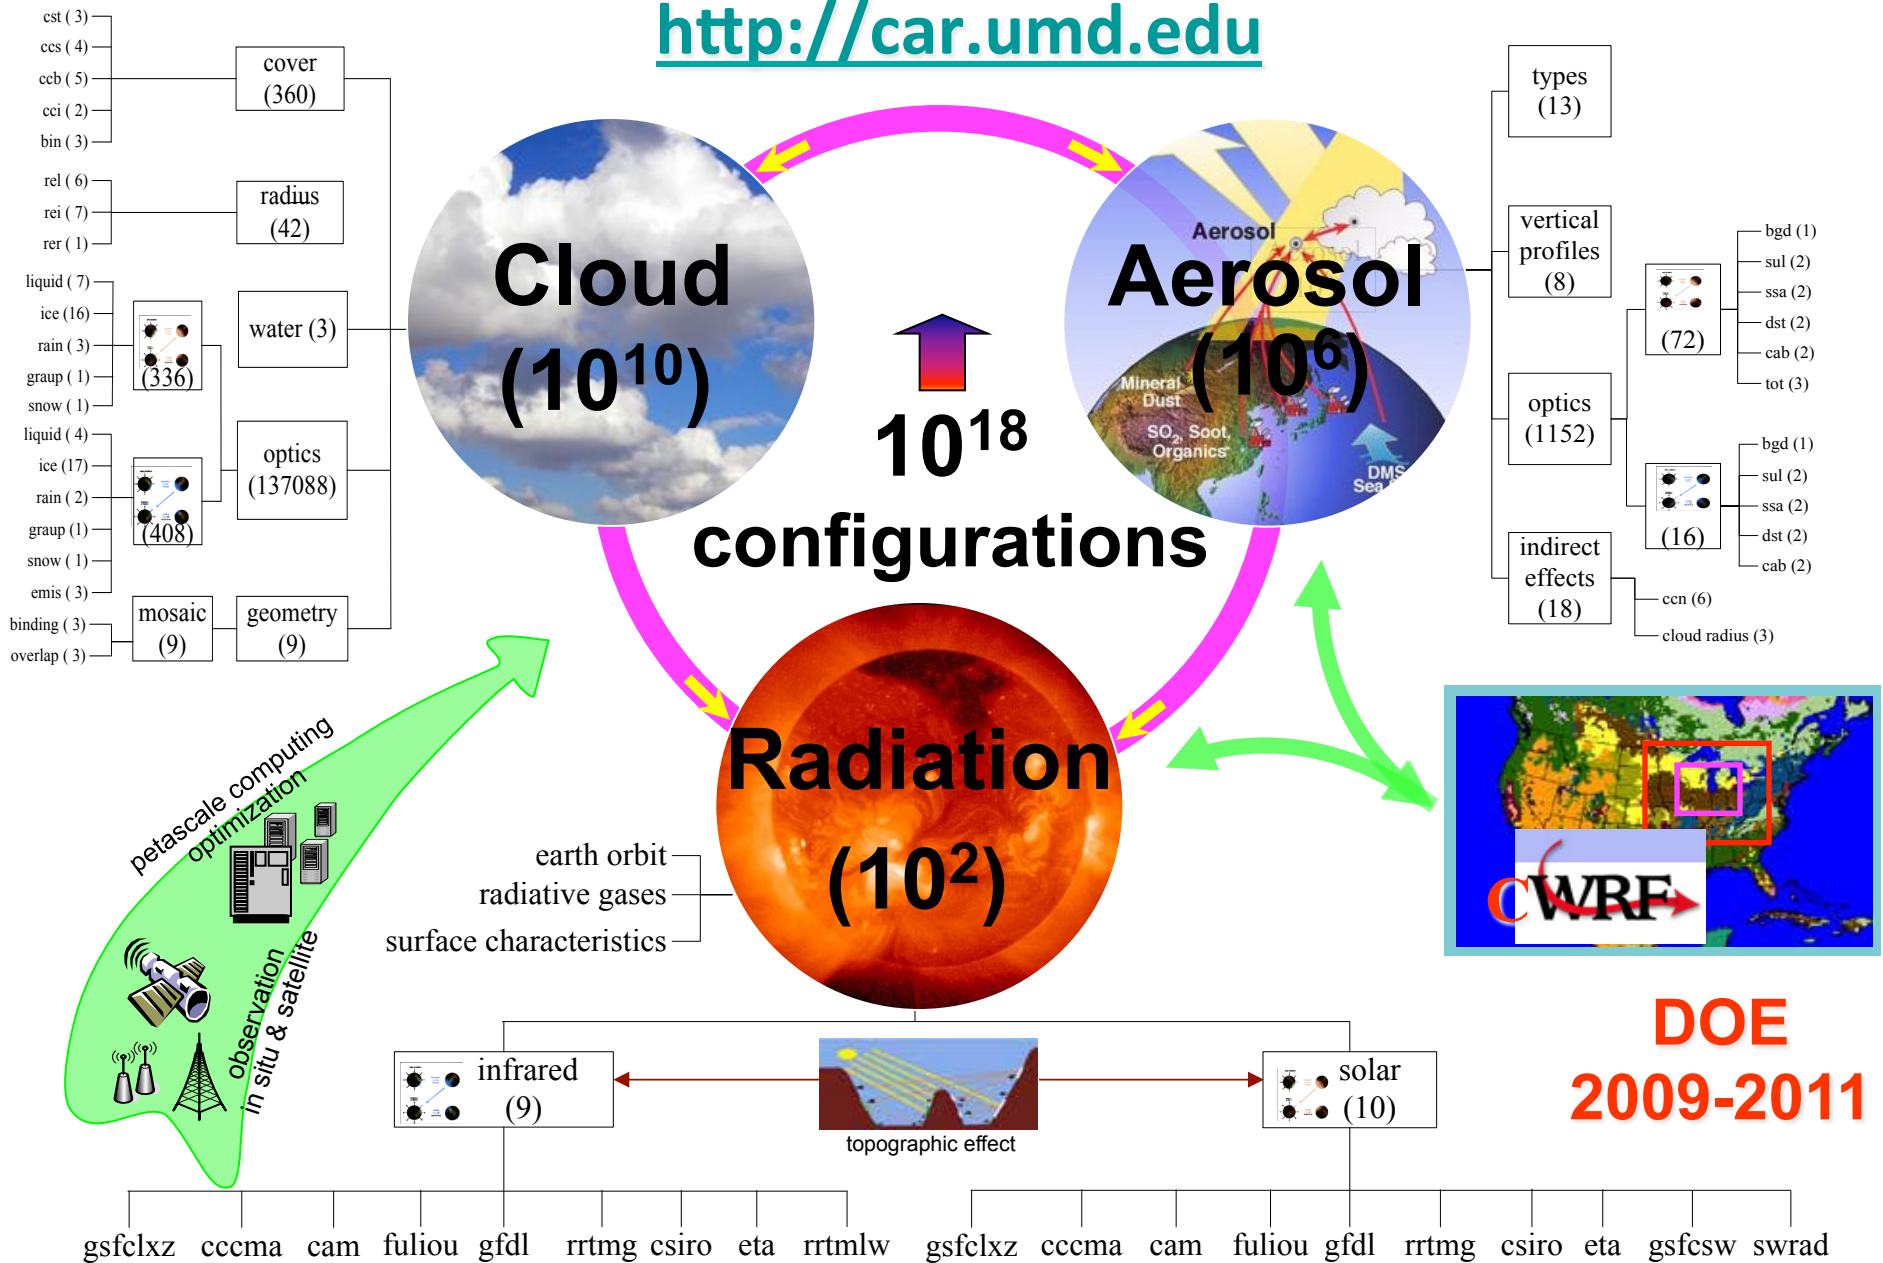 http://car.umd.edu
cst ( 3)
ccs ( 4)
ccb ( 5)
cci ( 2)
bin ( 3)
cover
(360)
rel ( 6)
rei ( 7)
rer ( 1)
radius
(42)
liquid ( 7)
ice (16)
rain ( 3)
graup ( 1)
snow ( 1)
(336)
water (3)
liquid ( 4)
ice (17)
rain ( 2)
graup (1)
snow ( 1)
emis ( 3)
(408)
optics
(137088)
binding ( 3)
overlap ( 3)
mosaic
(9)
geometry
(9)
Cloud
(10¹⁰)
Aerosol
Aerosol
(10⁶)
Mineral
Dust
SO₂, Soot,
Organics
DMS
Sea
10¹⁸
configurations
types
(13)
vertical
profiles
(8)
optics
(1152)
indirect
effects
(18)
(72)
bgd (1)
sul (2)
ssa (2)
dst (2)
cab (2)
tot (3)
(16)
bgd (1)
sul (2)
ssa (2)
dst (2)
cab (2)
ccn (6)
cloud radius (3)
Radiation
(10²)
earth orbit
radiative gases
surface characteristics
petascale computing
optimization
observation
in situ & satellite
CWRF
DOE
2009-2011
infrared
(9)
topographic effect
solar
(10)
gsfclxz cccma cam fuliou gfdl rrtmg csiro eta rrtmlw
gsfclxz cccma cam fuliou gfdl rrtmg csiro eta gsfcsw swrad